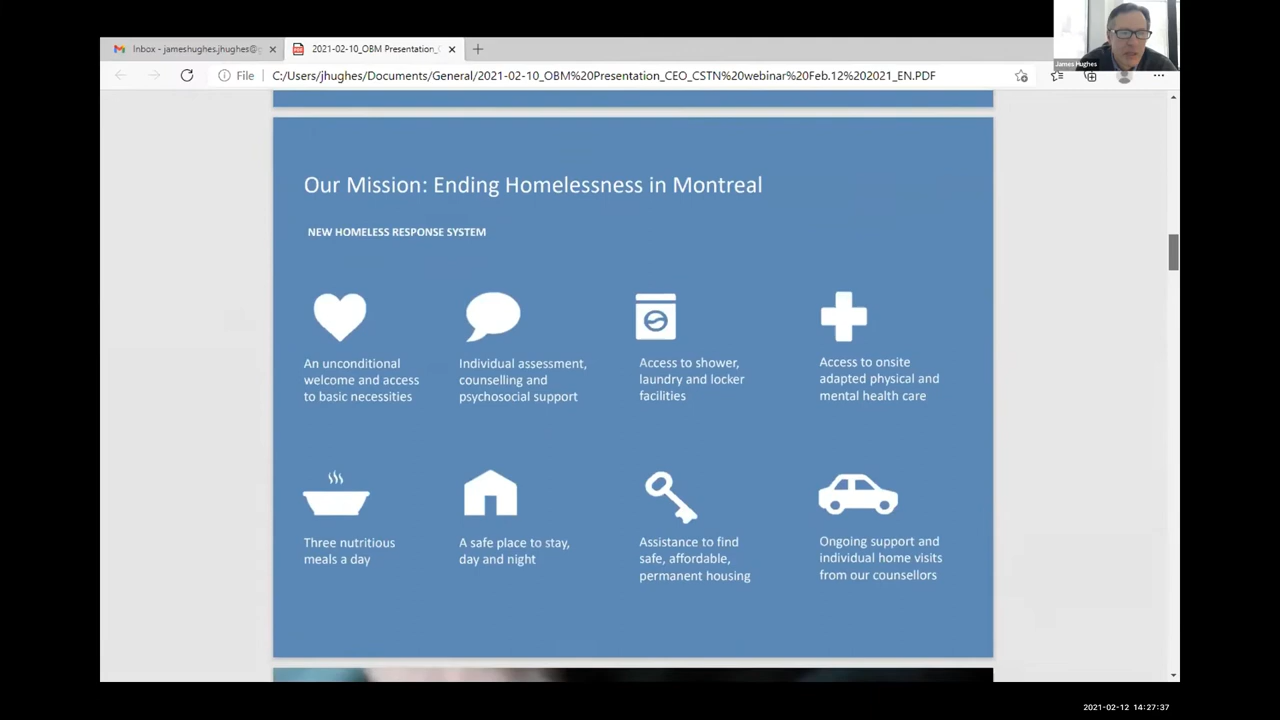 Inbox - jameshughes.jhughes@g
2021-02-10_OBM Presentation_
File
C:/Users/jhughes/Documents/General/2021-02-10_OBM%20Presentation_CEO_CSTN%20webinar%20Feb.12%202021_EN.PDF
James Hughes
Our Mission: Ending Homelessness in Montreal
NEW HOMELESS RESPONSE SYSTEM
An unconditional
welcome and access
to basic necessities
Individual assessment,
counselling and
psychosocial support
Access to shower,
laundry and locker
facilities
Access to onsite
adapted physical and
mental health care
Three nutritious
meals a day
A safe place to stay,
day and night
Assistance to find
safe, affordable,
permanent housing
Ongoing support and
individual home visits
from our counsellors
2021-02-12 14:27:37